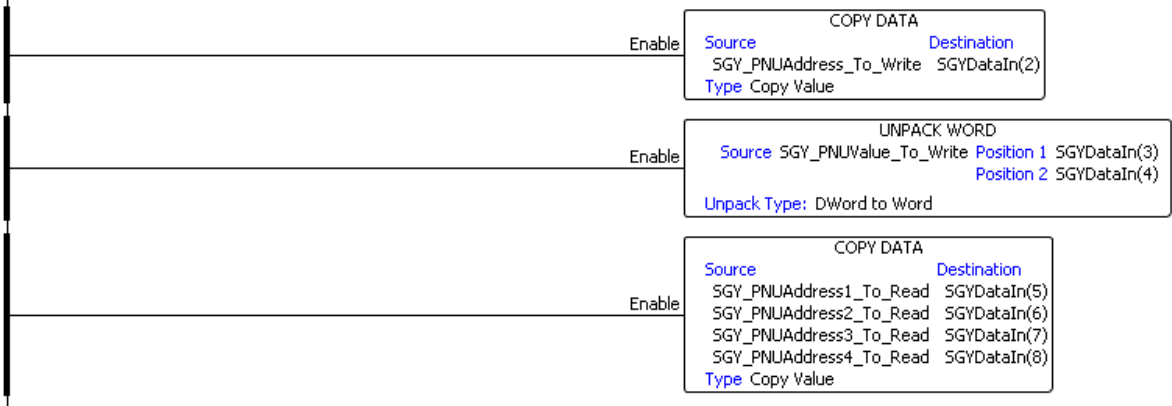 COPY DATA
Enable Source Destination
SGY_PNUAddress_To_Write SGYDataIn(2)
Type Copy Value
UNPACK WORD
Enable Source SGY_PNUValue_To_Write Position 1 SGYDataIn(3)
Position 2 SGYDataIn(4)
Unpack Type: DWord to Word
COPY DATA
Source Destination
SGY_PNUAddress1_To_Read SGYDataIn(5)
Enable SGY_PNUAddress2_To_Read SGYDataIn(6)
SGY_PNUAddress3_To_Read SGYDataIn(7)
SGY_PNUAddress4_To_Read SGYDataIn(8)
Type Copy Value